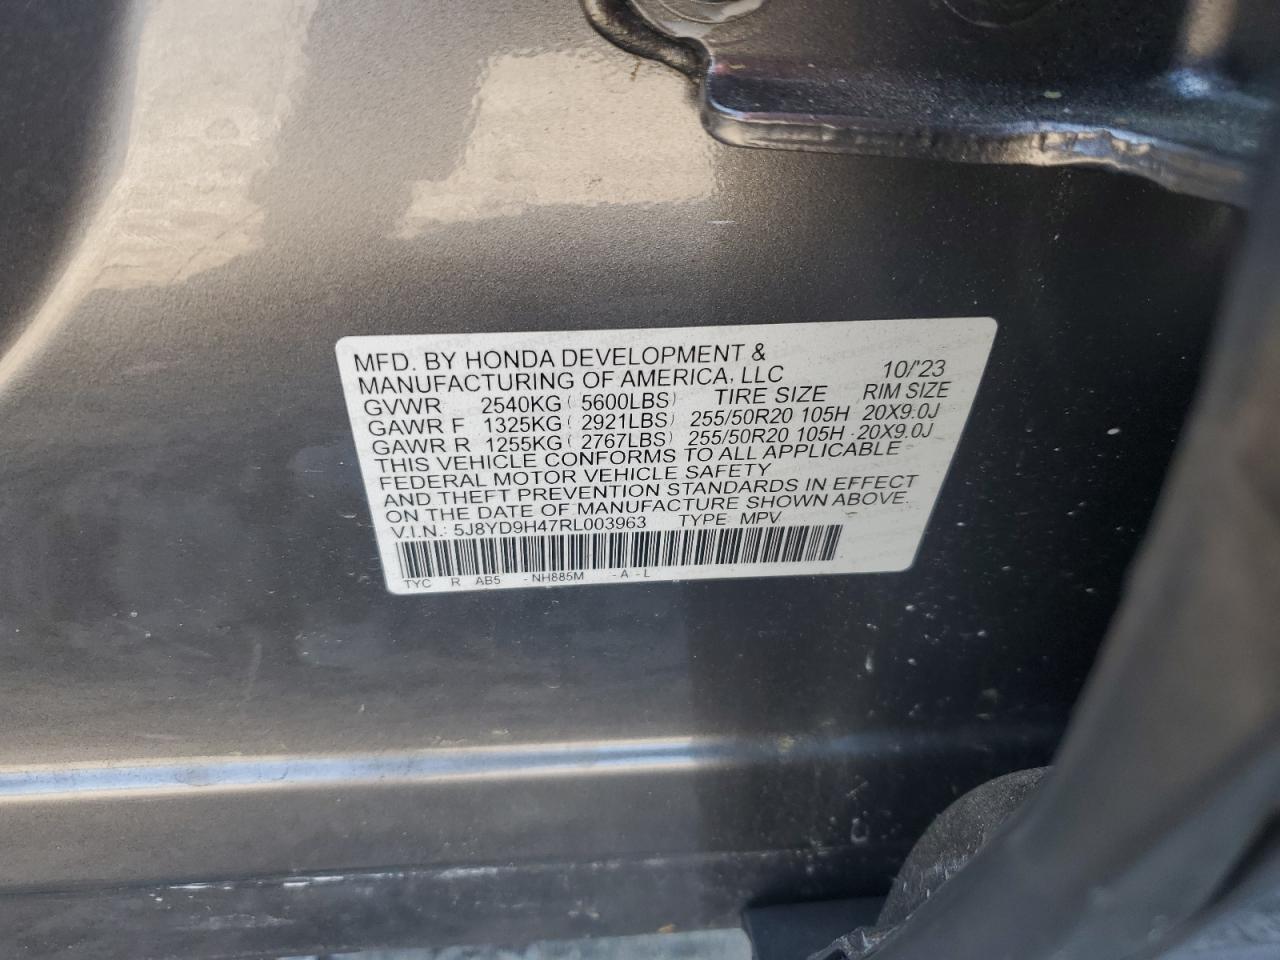 MFD. BY HONDA DEVELOPMENT &
MANUFACTURING OF AMERICA, LLC 10/'23
GVWR 2540KG ( 5600LBS) TIRE SIZE RIM SIZE
GAWR F 1325KG ( 2921LBS) 255/50R20 105H 20X9.0J
GAWR R 1255KG ( 2767LBS) 255/50R20 105H 20X9.0J
THIS VEHICLE CONFORMS TO ALL APPLICABLE
FEDERAL MOTOR VEHICLE SAFETY
AND THEFT PREVENTION STANDARDS IN EFFECT
ON THE DATE OF MANUFACTURE SHOWN ABOVE.
V.I.N.: 5J8YD9H47RL003963 TYPE: MPV
TYC R AB5 - NH885M - A - L